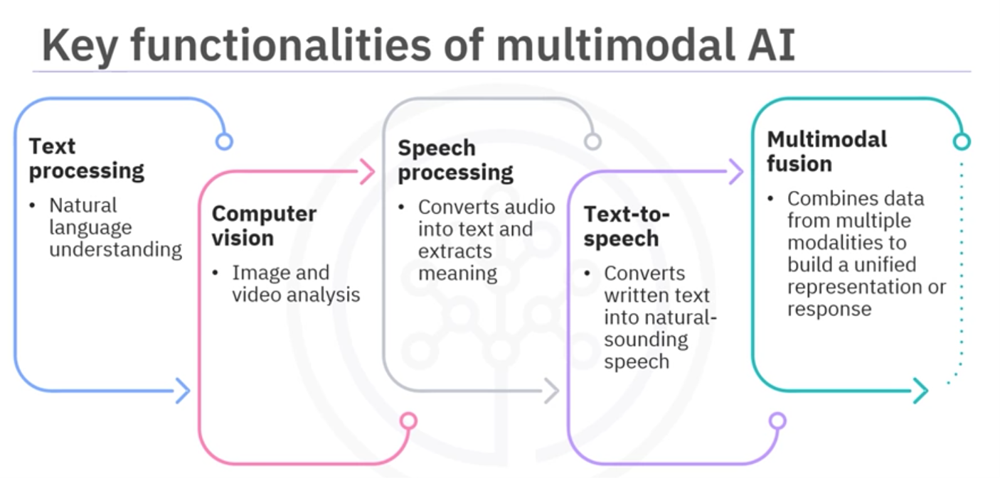 Key functionalities of multimodal AI
Text
processing
• Natural
language
understanding
Computer
vision
• Image and
video analysis
Speech
processing
• Converts audio
into text and
extracts
meaning
Text-to-
speech
• Converts
written text
into natural-
sounding
speech
Multimodal
fusion
• Combines data
from multiple
modalities to
build a unified
representation or
response